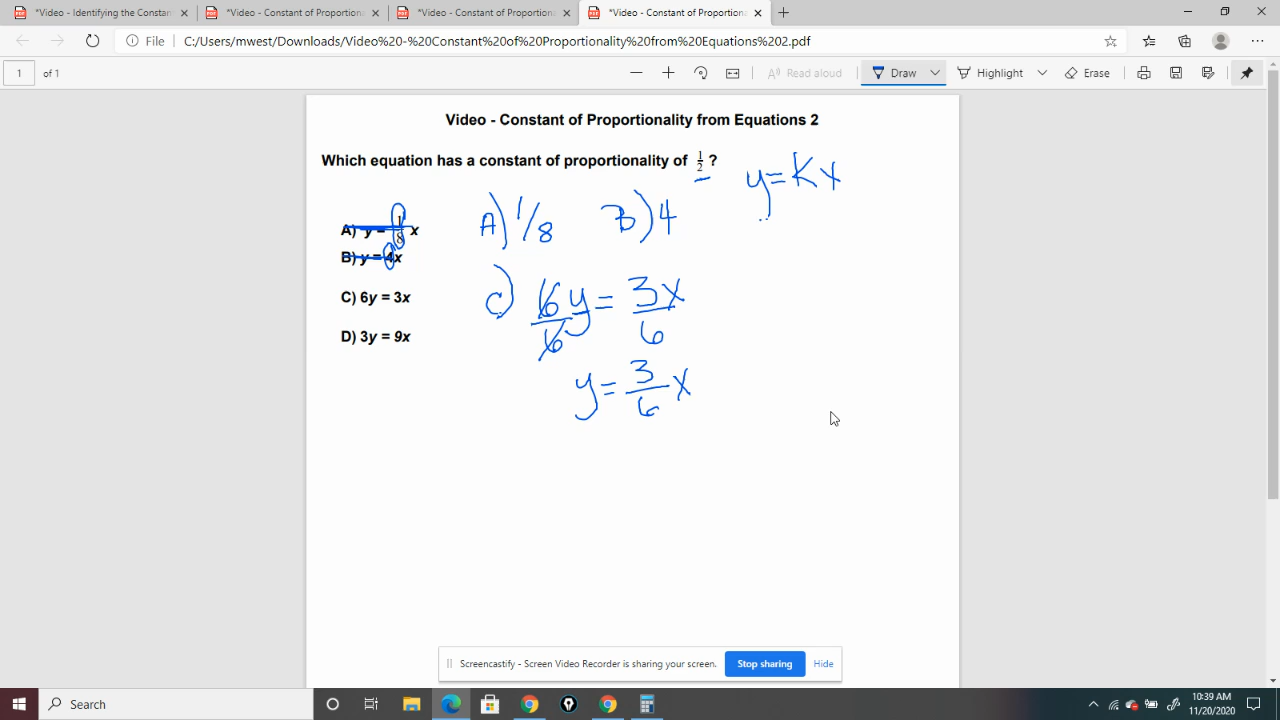 *Video - Identifying the Constan
*Video - Constant of Proportiona
*Video - Constant of Proportiona
*Video - Constant of Proportiona
File
C:/Users/mwest/Downloads/Video%20-%20Constant%20of%20Proportionality%20from%20Equations%202.pdf
1 of 1
Read aloud
Draw
Highlight
Erase
Video - Constant of Proportionality from Equations 2
Which equation has a constant of proportionality of 1/2 ?
y = Kx
A) y = 1/8 x
A) 1/8
B) 4
B) y = 4x
C) 6y = 3x
C) 6y/6 = 3x/6
D) 3y = 9x
y = 3/6 x
Screencastify - Screen Video Recorder is sharing your screen.
Stop sharing
Hide
Search
10:39 AM
11/20/2020